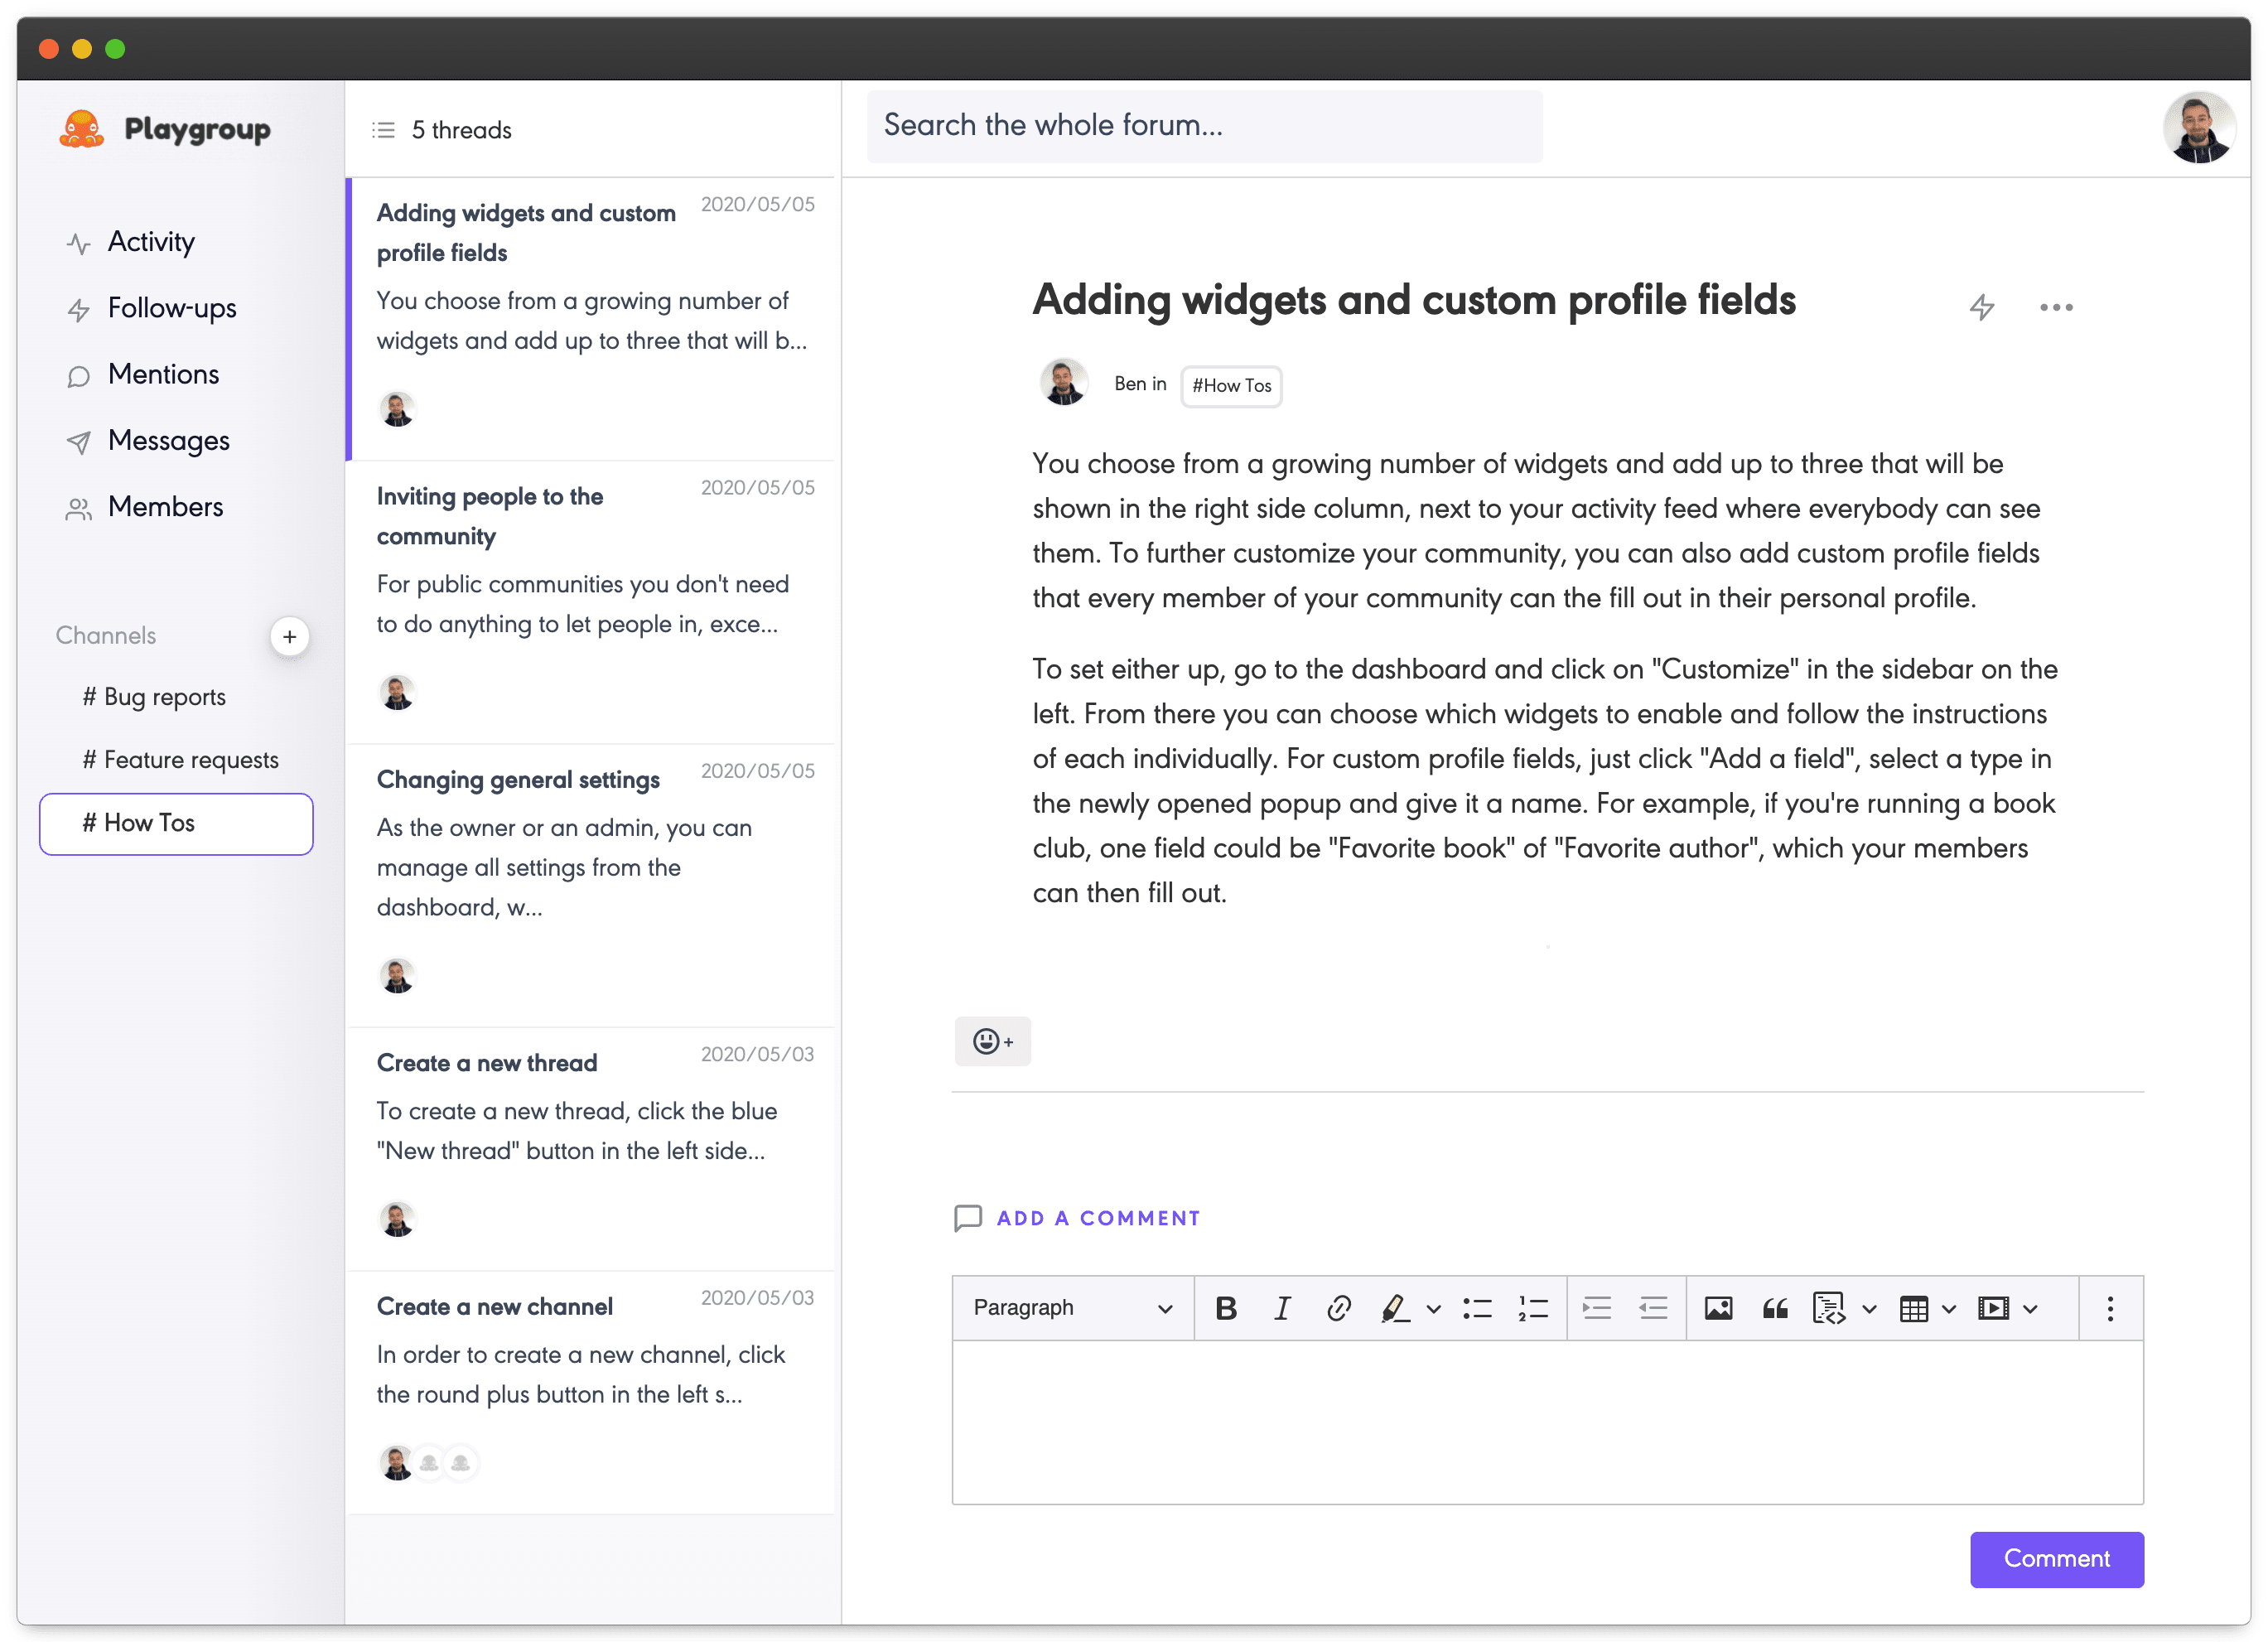 Playgroup
Activity
Follow-ups
Mentions
Messages
Members
Channels
+
# Bug reports
# Feature requests
# How Tos
5 threads
Adding widgets and custom
profile fields
2020/05/05
You choose from a growing number of
widgets and add up to three that will b...
Inviting people to the
community
2020/05/05
For public communities you don't need
to do anything to let people in, exce...
Changing general settings
2020/05/05
As the owner or an admin, you can
manage all settings from the
dashboard, w...
Create a new thread
2020/05/03
To create a new thread, click the blue
"New thread" button in the left side...
Create a new channel
2020/05/03
In order to create a new channel, click
the round plus button in the left s...
Search the whole forum...
Adding widgets and custom profile fields
Ben in #How Tos
You choose from a growing number of widgets and add up to three that will be
shown in the right side column, next to your activity feed where everybody can see
them. To further customize your community, you can also add custom profile fields
that every member of your community can the fill out in their personal profile.
To set either up, go to the dashboard and click on "Customize" in the sidebar on the
left. From there you can choose which widgets to enable and follow the instructions
of each individually. For custom profile fields, just click "Add a field", select a type in
the newly opened popup and give it a name. For example, if you're running a book
club, one field could be "Favorite book" of "Favorite author", which your members
can then fill out.
ADD A COMMENT
Paragraph
Comment